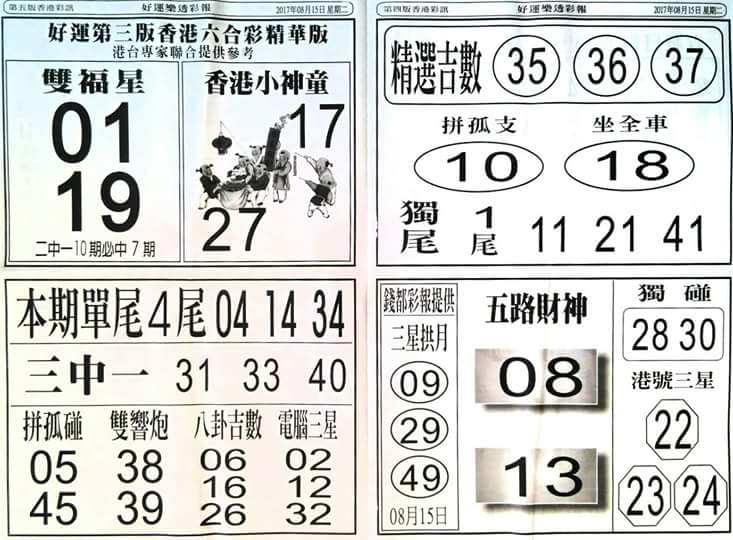 第五版香港彩訊 好運樂透彩報 2017年08月15日 星期二
好運第三版香港六合彩精華版
港台專家聯合提供參考
雙福星
01
19
二中一10期必中7期
香港小神童
17
27
本期單尾4尾 04 14 34
三中一 31 33 40
拼孤碰 雙響炮 八卦吉數 電腦三星
05 38 06 02
16 12
45 39 26 32
第四版香港彩訊 好運樂透彩報 2017年08月15日 星期二
精選吉數 35 36 37
拼孤支 坐全車
10 18
獨尾 1尾 11 21 41
錢都彩報提供
三星拱月
09
29
49
08月15日
五路財神
08
13
獨碰
28 30
港號三星
22
23 24